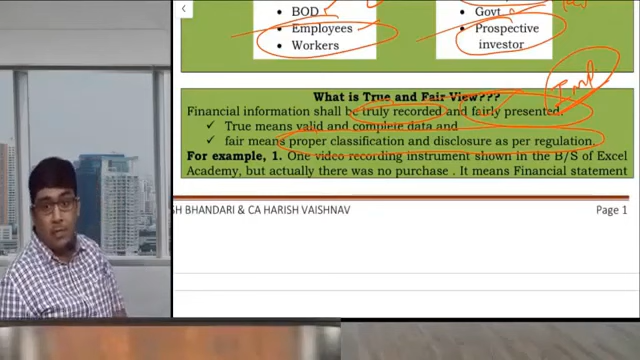 BOD
Employees
Workers
Govt
Prospective
investor
Imp
What is True and Fair View???
Financial information shall be truly recorded and fairly presented.
✓ True means valid and complete data and
✓ fair means proper classification and disclosure as per regulation.
For example, 1. One video recording instrument shown in the B/S of Excel
Academy, but actually there was no purchase . It means Financial statement
SH BHANDARI & CA HARISH VAISHNAV
Page 1